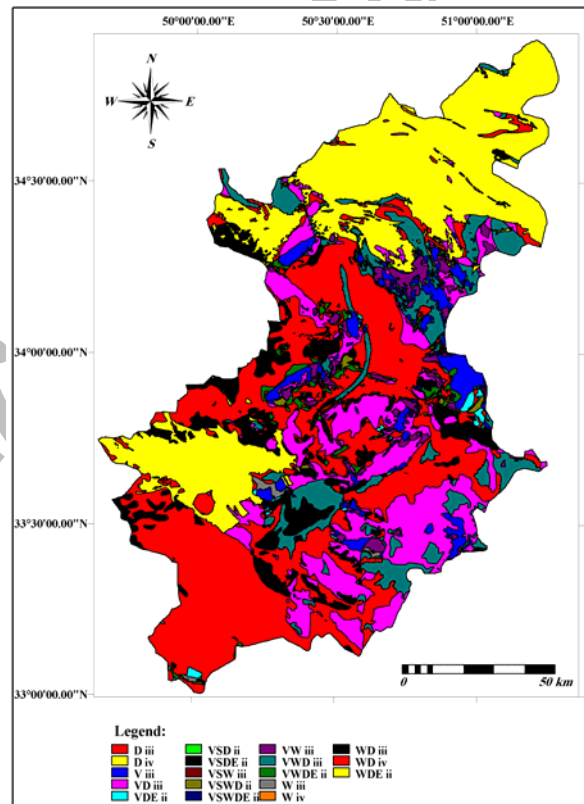 50°00'00.00"E 50°30'00.00"E 51°00'00.00"E
N
W E
S
34°30'00.00"N
34°00'00.00"N
33°30'00.00"N
33°00'00.00"N
0 50 km
Legend:
D iii VSD ii VW iii WD iii
D iv VSDE ii VWD iii WD iv
V iii VSW iii VWDE ii WDE ii
VD iii VSWD ii W iii
VDE ii VSWDE ii W iv